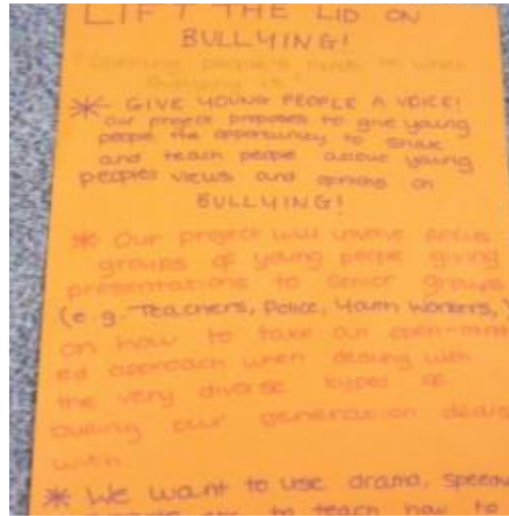 LIFT THE LID ON
BULLYING!
"Opening people's minds to what
Bullying is"
* GIVE YOUNG PEOPLE A VOICE!
Our project proposes to give young
people the opportunity to share
and teach people about young
peoples views and opinions on
BULLYING!
* Our project will involve focus
groups of young people giving
presentations to senior groups
(e.g. Teachers, Police, Youth Workers,
on how to take an open-mind
ed approach when dealing with
the very diverse types of
bullying our generation deals
with.
* We want to use drama, speeches
etc to teach how to